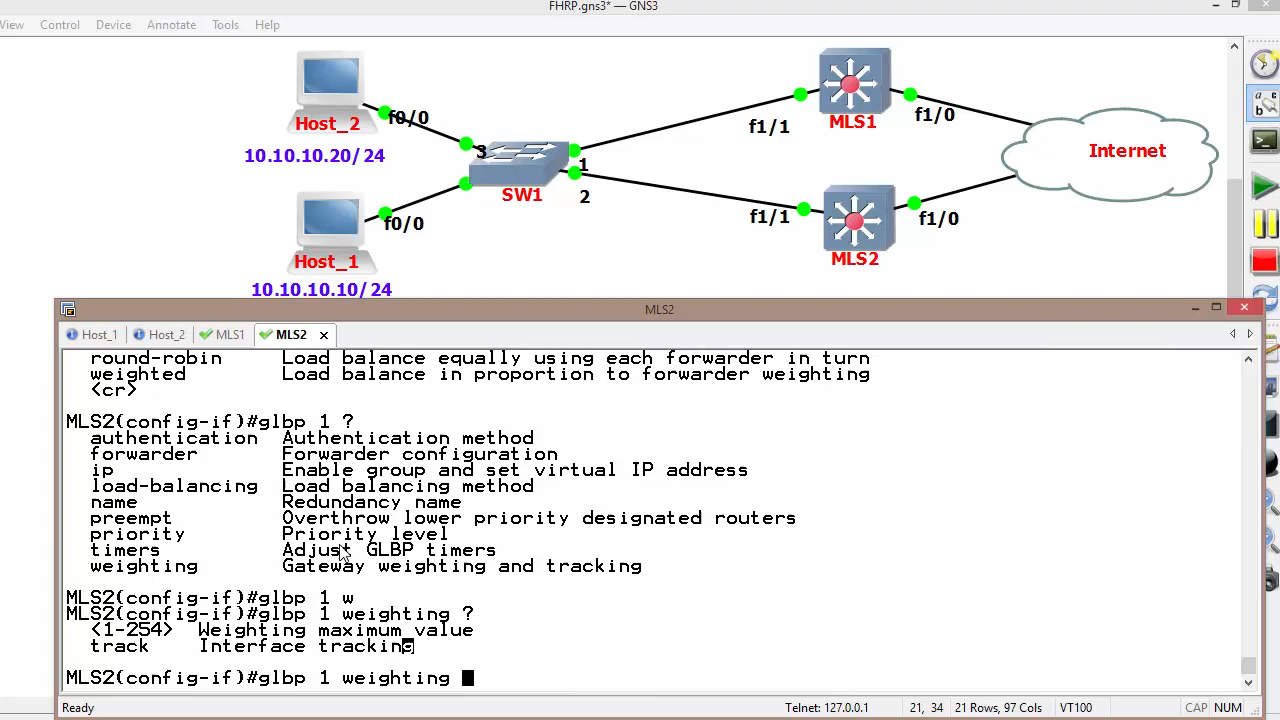 FHRP.gns3* — GNS3
View Control Device Annotate Tools Help
Host_2
f0/0
10.10.10.20/24
3
SW1
1
2
f1/1
MLS1
f1/0
Internet
f1/1
MLS2
f1/0
f0/0
Host_1
10.10.10.10/24
MLS2
Host_1 Host_2 MLS1 MLS2
round-robin Load balance equally using each forwarder in turn
weighted Load balance in proportion to forwarder weighting
<cr>
MLS2(config-if)#glbp 1 ?
authentication Authentication method
forwarder Forwarder configuration
ip Enable group and set virtual IP address
load-balancing Load balancing method
name Redundancy name
preempt Overthrow lower priority designated routers
priority Priority level
timers Adjust GLBP timers
weighting Gateway weighting and tracking
MLS2(config-if)#glbp 1 w
MLS2(config-if)#glbp 1 weighting ?
<1-254> Weighting maximum value
track Interface tracking
MLS2(config-if)#glbp 1 weighting
Ready Telnet: 127.0.0.1 21, 34 21 Rows, 97 Cols VT100 CAP NUM